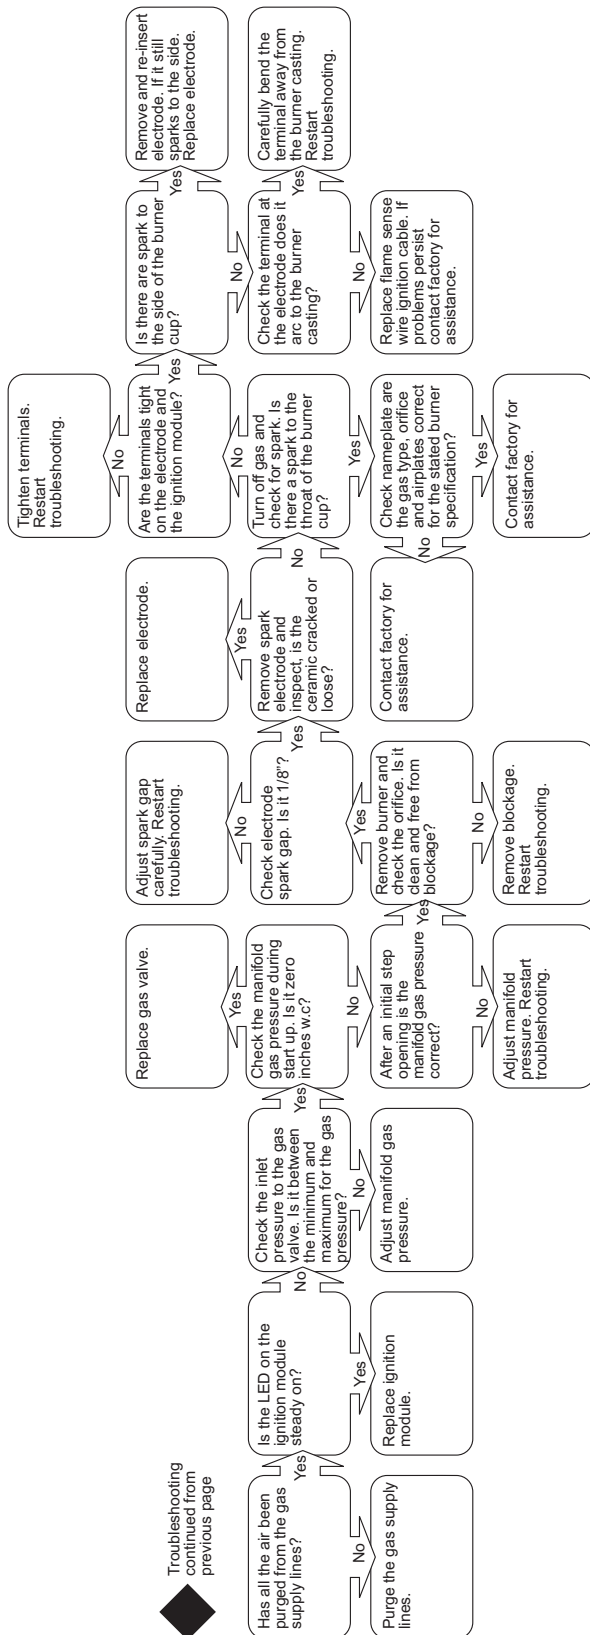 Troubleshooting
continued from
previous page
Has all the air been
purged from the gas
supply lines?
No
Purge the gas supply
lines.
Yes
Is the LED on the
ignition module
steady on?
Yes
Replace ignition
module.
No
Check the inlet
pressure to the gas
valve. Is it between
the minimum and
maximum for the gas
pressure?
No
Adjust manifold gas
pressure.
Yes
Check the manifold
gas pressure during
start up. Is it zero
inches w.c?
Yes
Replace gas valve.
No
After an initial step
opening is the
manifold gas pressure
correct?
No
Adjust manifold
pressure. Restart
troubleshooting.
Yes
Remove burner and
check the orifice. Is it
clean and free from
blockage?
No
Remove blockage.
Restart
troubleshooting.
Yes
Check electrode
spark gap. Is it 1/8"?
No
Adjust spark gap
carefully. Restart
troubleshooting.
Yes
Remove spark
electrode and
inspect, is the
ceramic cracked or
loose?
Yes
Replace electrode.
No
Turn off gas and
check for spark. Is
there a spark to the
throat of the burner
cup?
Yes
Check nameplate are
the gas type, orifice
and airplates correct
for the stated burner
specification?
No
Contact factory for
assistance.
Yes
Contact factory for
assistance.
No
Are the terminals tight
on the electrode and
the ignition module?
No
Tighten terminals.
Restart
troubleshooting.
Yes
Is there are spark to
the side of the burner
cup?
Yes
Remove and re-insert
electrode. If it still
sparks to the side.
Replace electrode.
No
Check the terminal at
the electrode does it
arc to the burner
casting?
Yes
Carefully bend the
terminal away from
the burner casting.
Restart
troubleshooting.
No
Replace flame sense
wire ignition cable. If
problems persist
contact factory for
assistance.